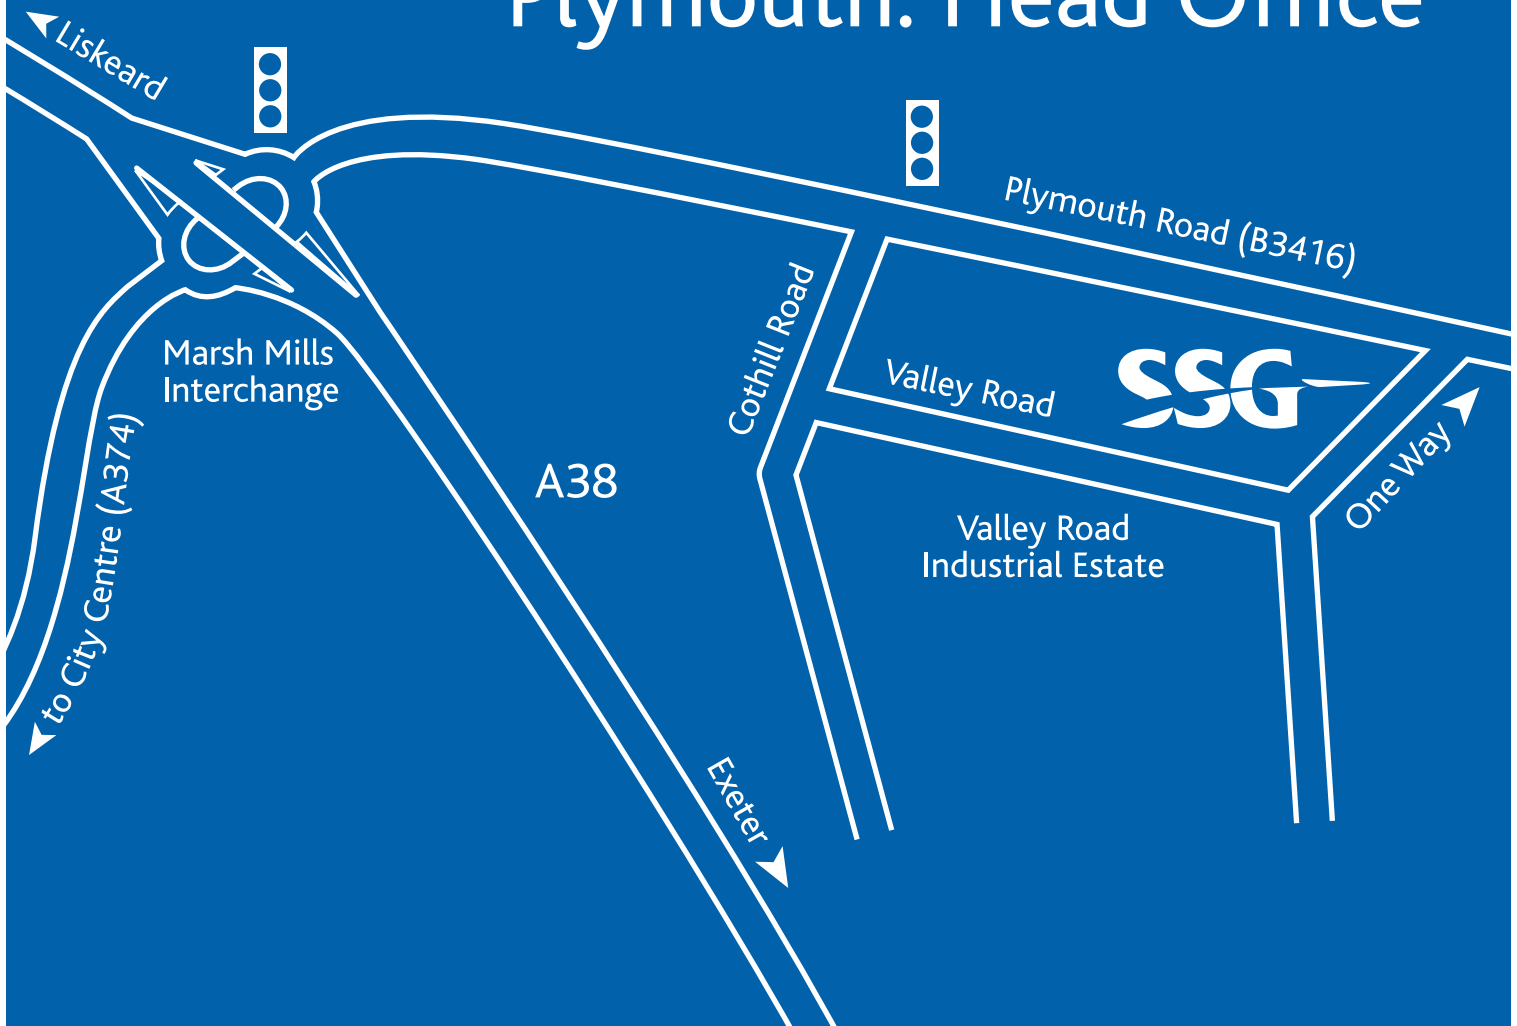 Plymouth: Head Office
Liskeard
Plymouth Road (B3416)
Cothill Road
Marsh Mills
Interchange
Valley Road
SSG
to City Centre (A374)
A38
One Way
Valley Road
Industrial Estate
Exeter